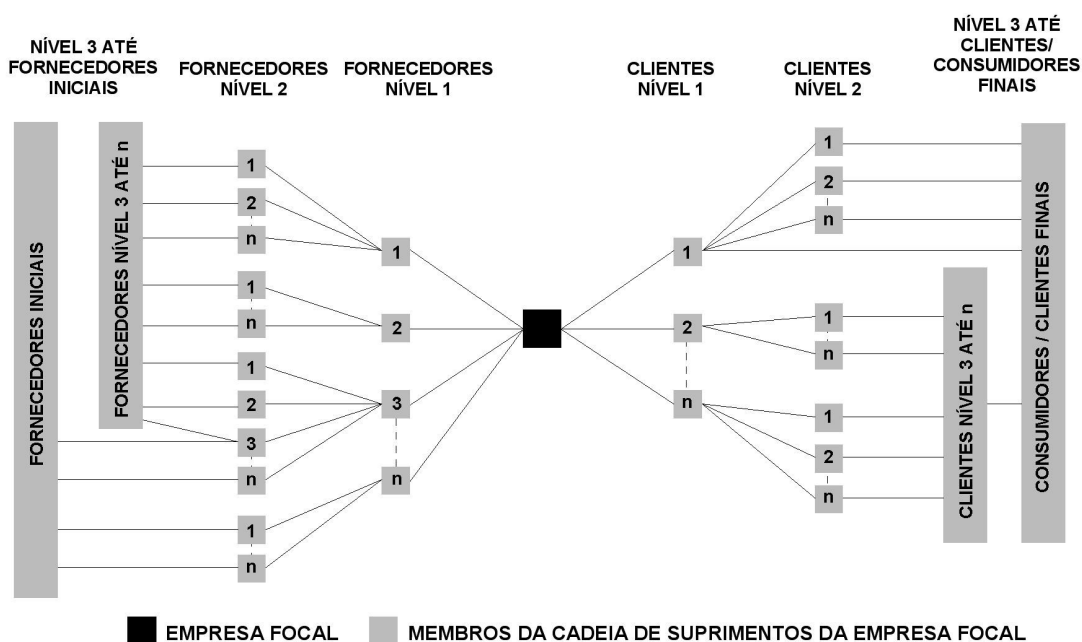 NÍVEL 3 ATÉ
FORNECEDORES
INICIAIS
FORNECEDORES
NÍVEL 2
FORNECEDORES
NÍVEL 1
CLIENTES
NÍVEL 1
CLIENTES
NÍVEL 2
NÍVEL 3 ATÉ
CLIENTES/
CONSUMIDORES
FINAIS
FORNECEDORES INICIAIS
FORNECEDORES NÍVEL 3 ATÉ n
1
2
n
1
n
1
2
3
n
1
n
1
2
3
n
1
2
n
1
2
n
1
n
1
2
n
CLIENTES NÍVEL 3 ATÉ n
CONSUMIDORES / CLIENTES FINAIS
EMPRESA FOCAL
MEMBROS DA CADEIA DE SUPRIMENTOS DA EMPRESA FOCAL